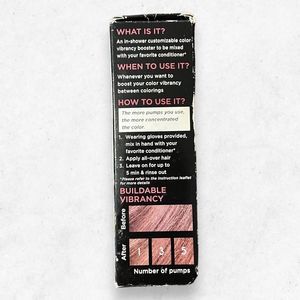 WHAT IS IT?
An in-shower customizable color
vibrancy booster to be mixed
with your favorite conditioner*
WHEN TO USE IT?
Whenever you want to
boost your color vibrancy
between colorings
HOW TO USE IT?
The more pumps you use,
the more concentrated
the color.
1. Wearing gloves provided,
mix in hand with your
favorite conditioner*
2. Apply all-over hair
3. Leave on for up to
5 min & rinse out
*Please refer to the instruction leaflet
for more details
BUILDABLE
VIBRANCY
Before
After
1 3 5
Number of pumps